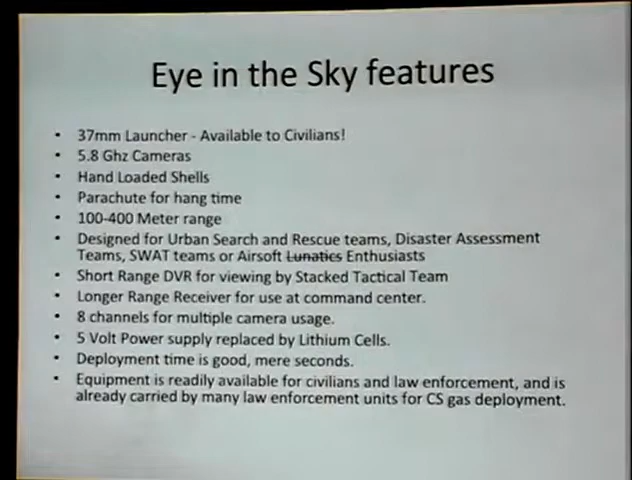 Eye in the Sky features
• 37mm Launcher - Available to Civilians!
• 5.8 Ghz Cameras
• Hand Loaded Shells
• Parachute for hang time
• 100-400 Meter range
• Designed for Urban Search and Rescue teams, Disaster Assessment
Teams, SWAT teams or Airsoft Lunatics Enthusiasts
• Short Range DVR for viewing by Stacked Tactical Team
• Longer Range Receiver for use at command center.
• 8 channels for multiple camera usage.
• 5 Volt Power supply replaced by Lithium Cells.
• Deployment time is good, mere seconds.
• Equipment is readily available for civilians and law enforcement, and is
already carried by many law enforcement units for CS gas deployment.